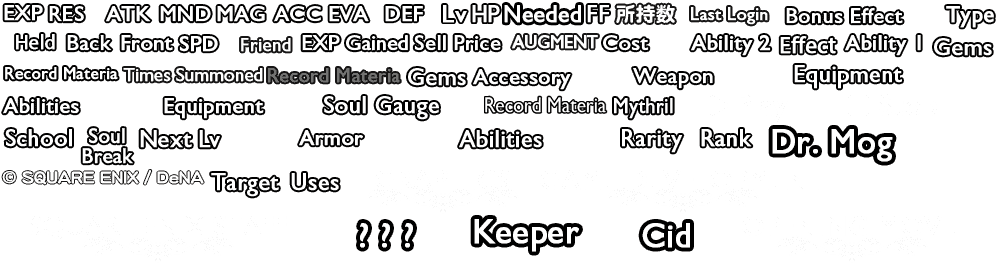 EXP RES ATK MND MAG ACC EVA DEF Lv HP Needed FF 所持数 Last Login Bonus Effect Type
Held Back Front SPD Friend EXP Gained Sell Price AUGMENT Cost Ability 2 Effect Ability 1 Gems
Record Materia Times Summoned Record Materia Gems Accessory Weapon Equipment
Abilities Equipment Soul Gauge Record Materia Mythril
School Soul Break Next Lv Armor Abilities Rarity Rank Dr. Mog
© SQUARE ENIX / DeNA Target Uses
? ? ? Keeper Cid